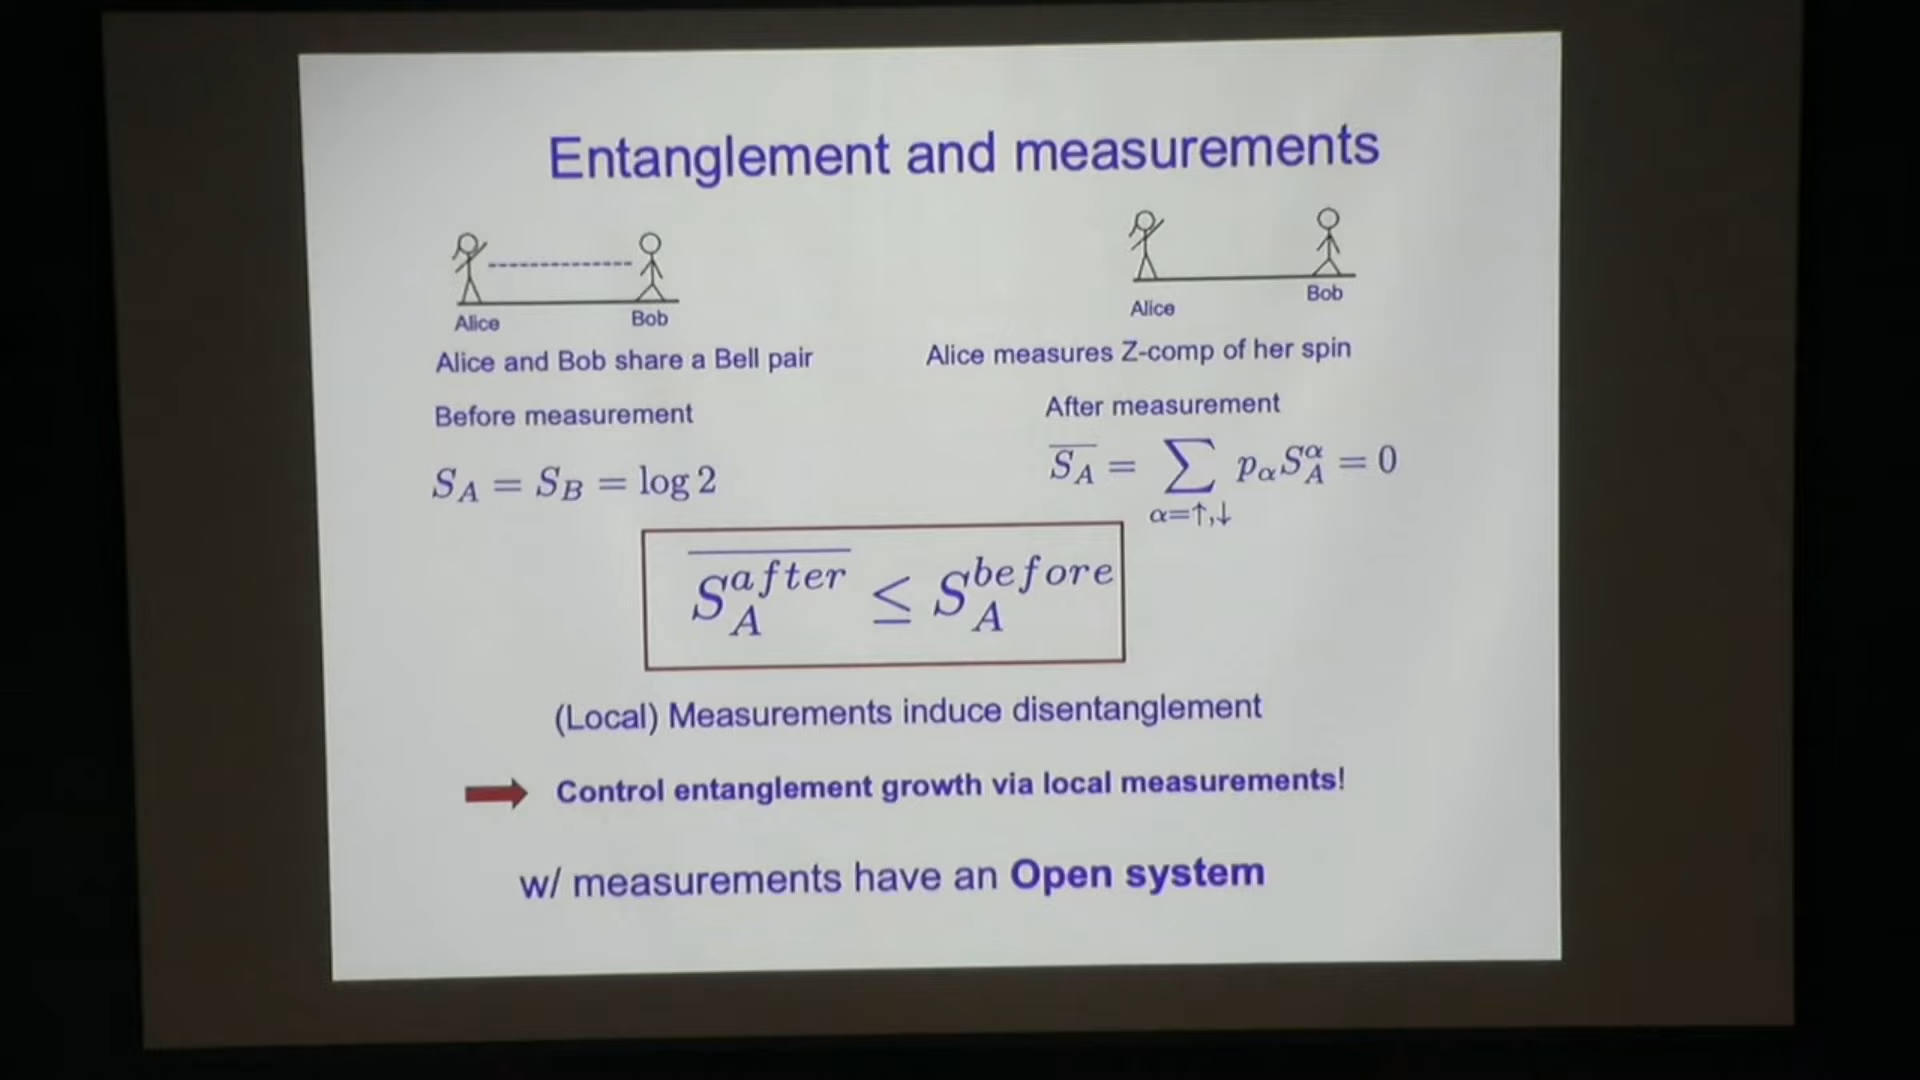 Entanglement and measurements
Alice
Bob
Alice
Bob
Alice and Bob share a Bell pair
Alice measures Z-comp of her spin
Before measurement
After measurement
$S_A = S_B = \log 2$
$\overline{S_A} = \sum_{\alpha=\uparrow,\downarrow} p_\alpha S_A^\alpha = 0$
$\overline{S_A^{after}} \leq S_A^{before}$
(Local) Measurements induce disentanglement
Control entanglement growth via local measurements!
w/ measurements have an Open system